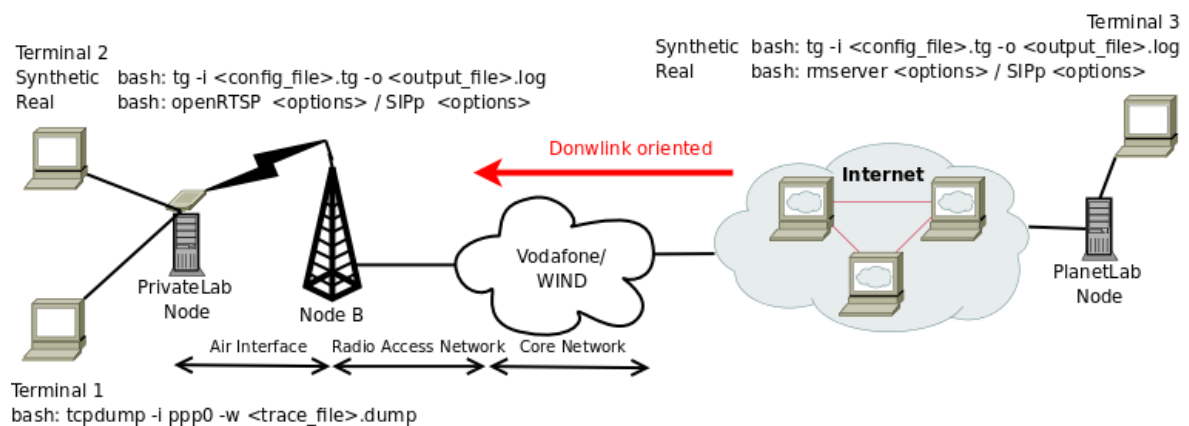 Terminal 2
Synthetic bash: tg -i <config_file>.tg -o <output_file>.log
Real bash: openRTSP <options> / SIPp <options>
Terminal 3
Synthetic bash: tg -i <config_file>.tg -o <output_file>.log
Real bash: rmserver <options> / SIPp <options>
Donwlink oriented
Internet
Vodafone/
WIND
PrivateLab
Node
Node B
PlanetLab
Node
Air Interface
Radio Access Network
Core Network
Terminal 1
bash: tcpdump -i ppp0 -w <trace_file>.dump